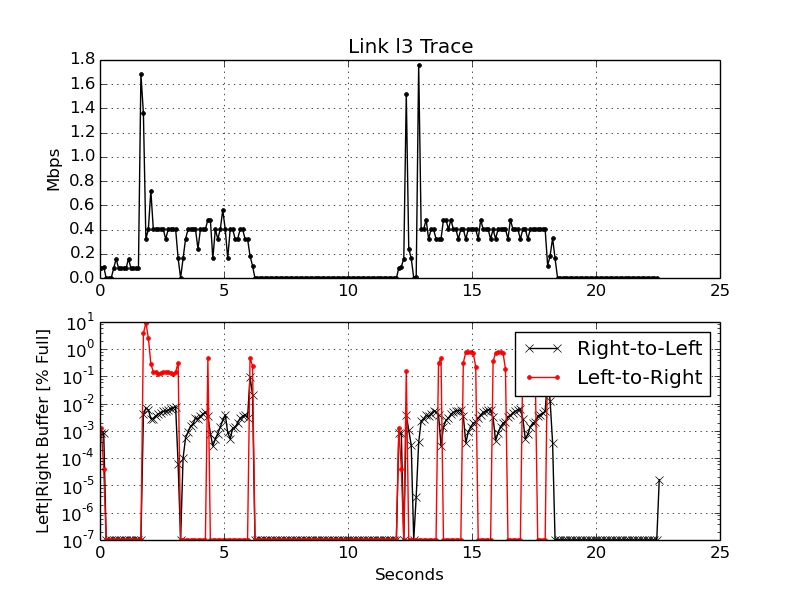 Link l3 Trace
Mbps
1.8
1.6
1.4
1.2
1.0
0.8
0.6
0.4
0.2
0.0
0 5 10 15 20 25
Left|Right Buffer [% Full]
10^1
10^0
10^-1
10^-2
10^-3
10^-4
10^-5
10^-6
10^-7
Right-to-Left
Left-to-Right
0 5 10 15 20 25
Seconds